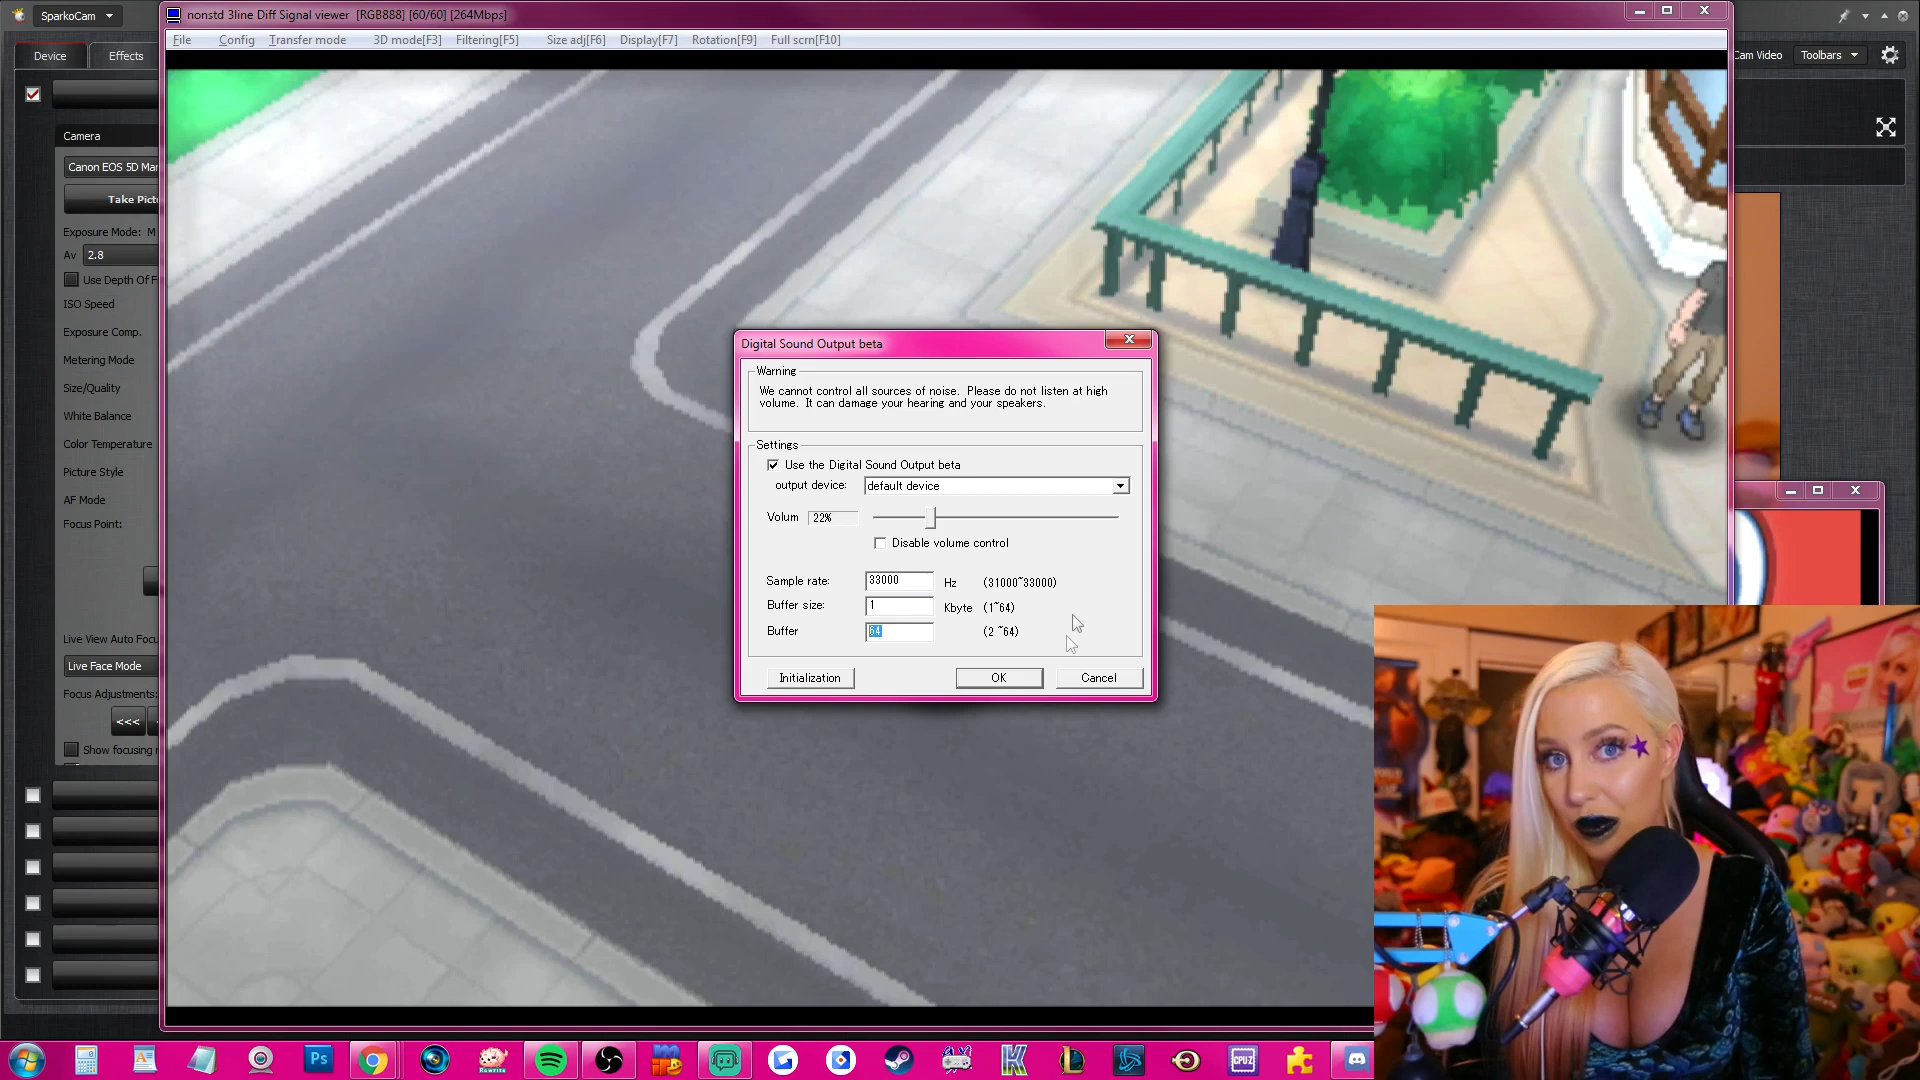 SparkoCam
nonstd 3line Diff Signal viewer [RGB888] [60/60] [264Mbps]
File Config Transfer mode 3D mode[F3] Filtering[F5] Size adj[F6] Display[F7] Rotation[F9] Full scrn[F10]
Device Effects
Cam Video Toolbars
Camera
Canon EOS 5D Mar
Take Pict
Exposure Mode: M
Av 2.8
Use Depth Of F
ISO Speed
Exposure Comp.
Metering Mode
Size/Quality
White Balance
Color Temperature
Picture Style
AF Mode
Focus Point:
Live View Auto Focu
Live Face Mode
Focus Adjustments:
<<<
Show focusing
Digital Sound Output beta
Warning
We cannot control all sources of noise. Please do not listen at high
volume. It can damage your hearing and your speakers.
Settings
Use the Digital Sound Output beta
output device: default device
Volum 22%
Disable volume control
Sample rate: 33000 Hz (31000~33000)
Buffer size: 1 Kbyte (1~64)
Buffer 64 (2 ~64)
Initialization OK Cancel
Ps
Rewrite
K
CPU-Z